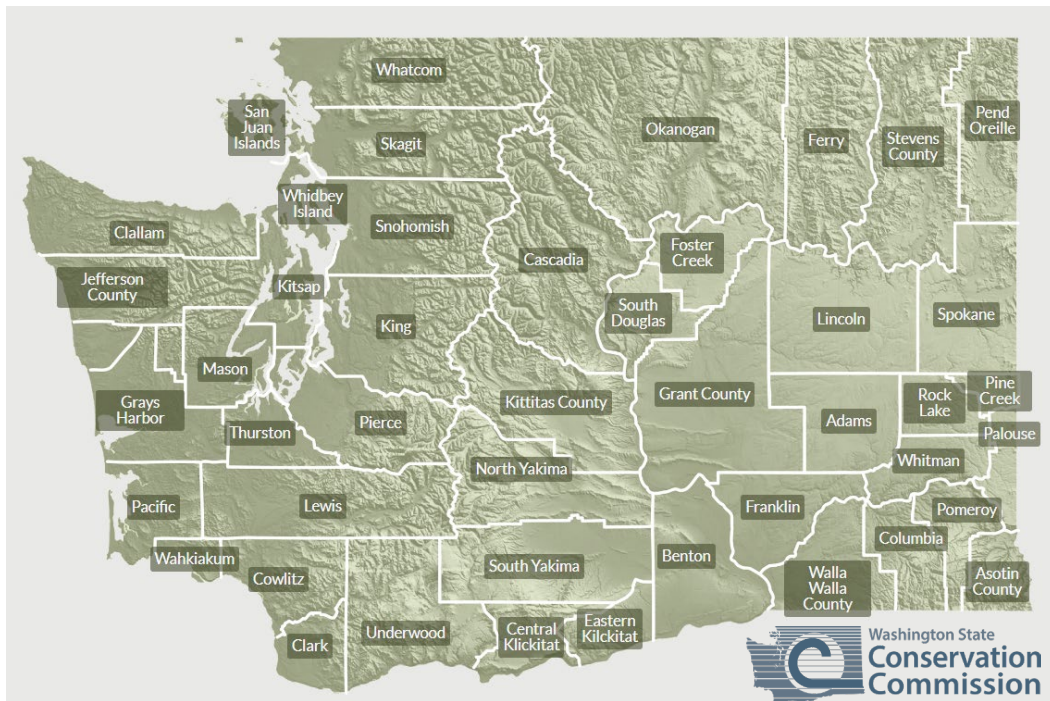 Whatcom
San
Juan
Islands
Skagit
Okanogan
Ferry
Stevens
County
Pend
Oreille
Whidbey
Island
Clallam
Snohomish
Foster
Creek
Cascadia
Jefferson
County
Kitsap
King
South
Douglas
Lincoln
Spokane
Mason
Grays
Harbor
Thurston
Pierce
Kittitas County
Grant County
Adams
Rock
Lake
Pine
Creek
Palouse
North Yakima
Whitman
Pacific
Lewis
Franklin
Pomeroy
Columbia
Wahkiakum
Cowlitz
South Yakima
Benton
Walla
Walla
County
Asotin
County
Clark
Underwood
Central
Klickitat
Eastern
Kilckitat
Washington State
Conservation
Commission